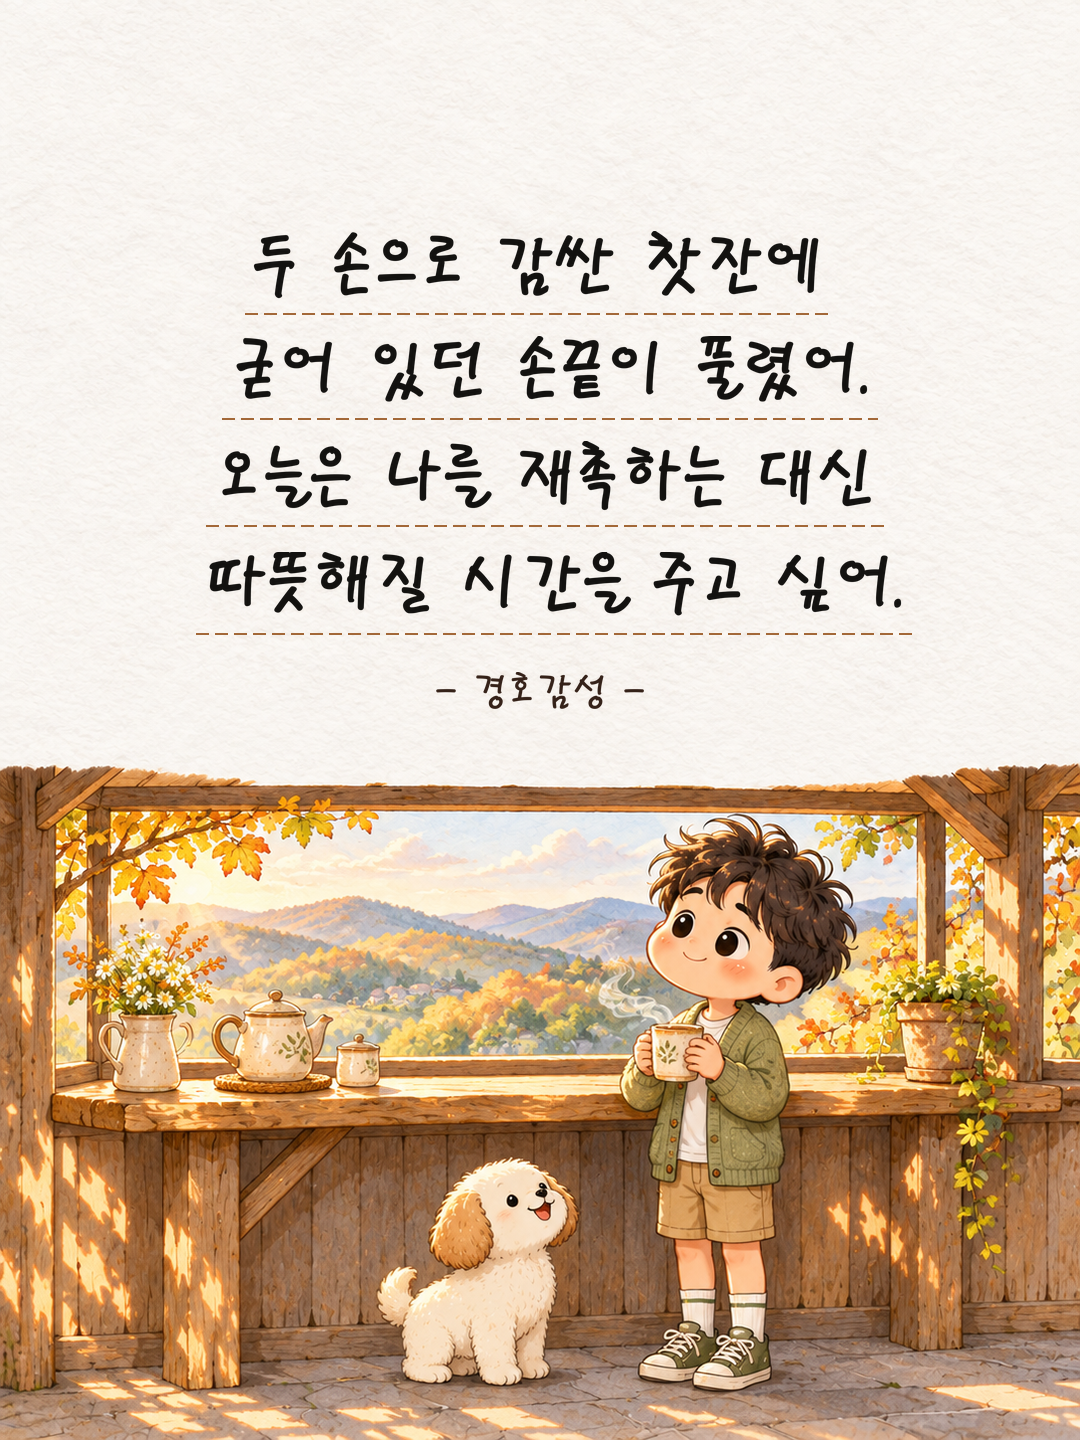 두 손으로 감싼 찻잔에
굳어 있던 손끝이 풀렸어.
오늘은 나를 재촉하는 대신
따뜻해질 시간을 주고 싶어.
- 경호감성 -